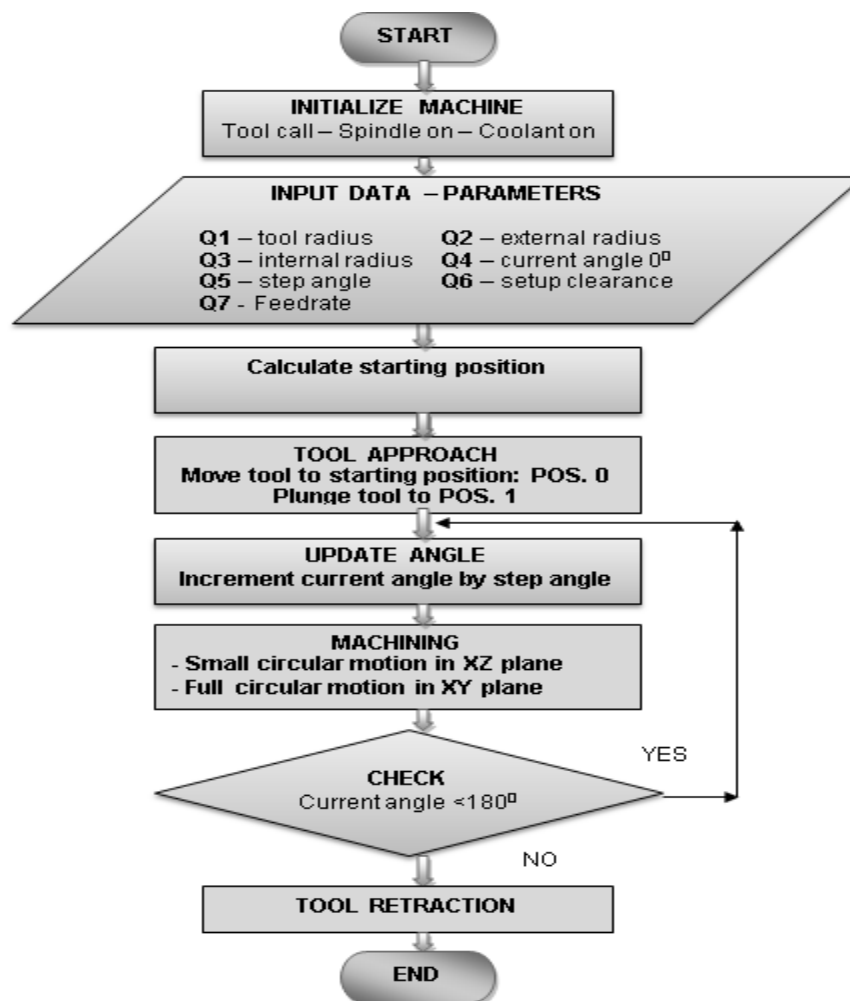 START
INITIALIZE MACHINE
Tool call – Spindle on – Coolant on
INPUT DATA – PARAMETERS
Q1 – tool radius Q2 – external radius
Q3 – internal radius Q4 – current angle 0º
Q5 – step angle Q6 – setup clearance
Q7 - Feedrate
Calculate starting position
TOOL APPROACH
Move tool to starting position: POS. 0
Plunge tool to POS. 1
UPDATE ANGLE
Increment current angle by step angle
MACHINING
- Small circular motion in XZ plane
- Full circular motion in XY plane
YES
CHECK
Current angle <180º
NO
TOOL RETRACTION
END